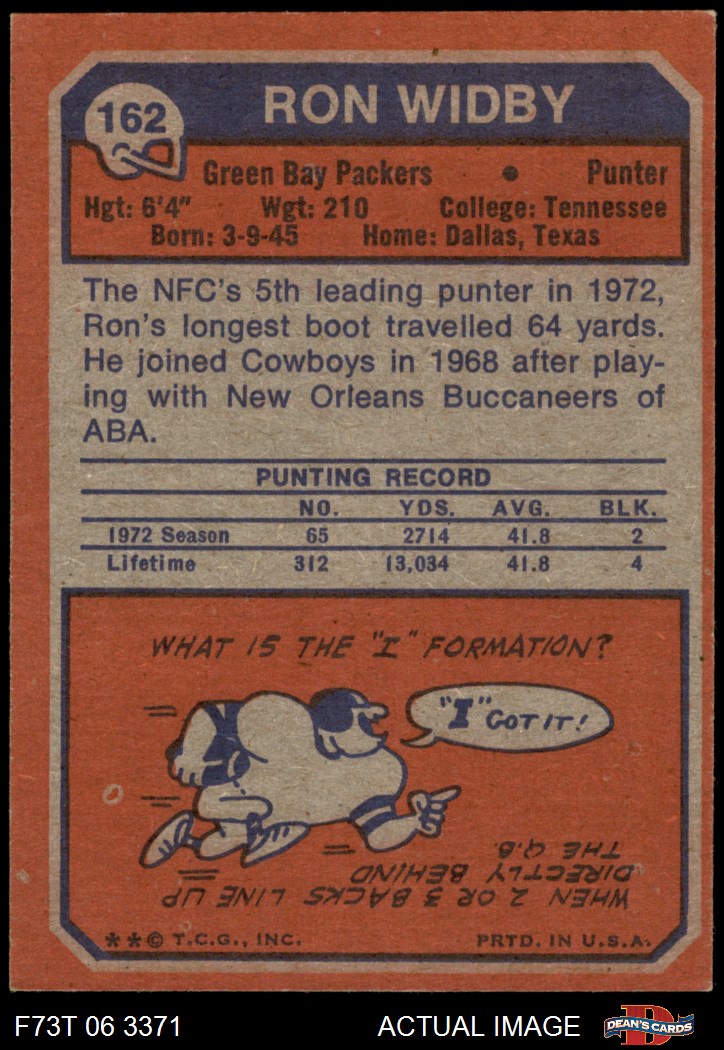 162
RON WIDBY
Green Bay Packers • Punter
Hgt: 6'4" Wgt: 210 College: Tennessee
Born: 3-9-45 Home: Dallas, Texas
The NFC's 5th leading punter in 1972,
Ron's longest boot travelled 64 yards.
He joined Cowboys in 1968 after play-
ing with New Orleans Buccaneers of
ABA.
PUNTING RECORD
NO. YDS. AVG. BLK.
1972 Season 65 2714 41.8 2
Lifetime 312 13,034 41.8 4
WHAT IS THE "I" FORMATION?
"I" GOT IT!
WHEN 2 OR 3 BACKS LINE UP
DIRECTLY BEHIND
THE Q.B.
**© T.C.G., INC. PRTD. IN U.S.A.
F73T 06 3371 ACTUAL IMAGE
D
DEAN'S CARDS